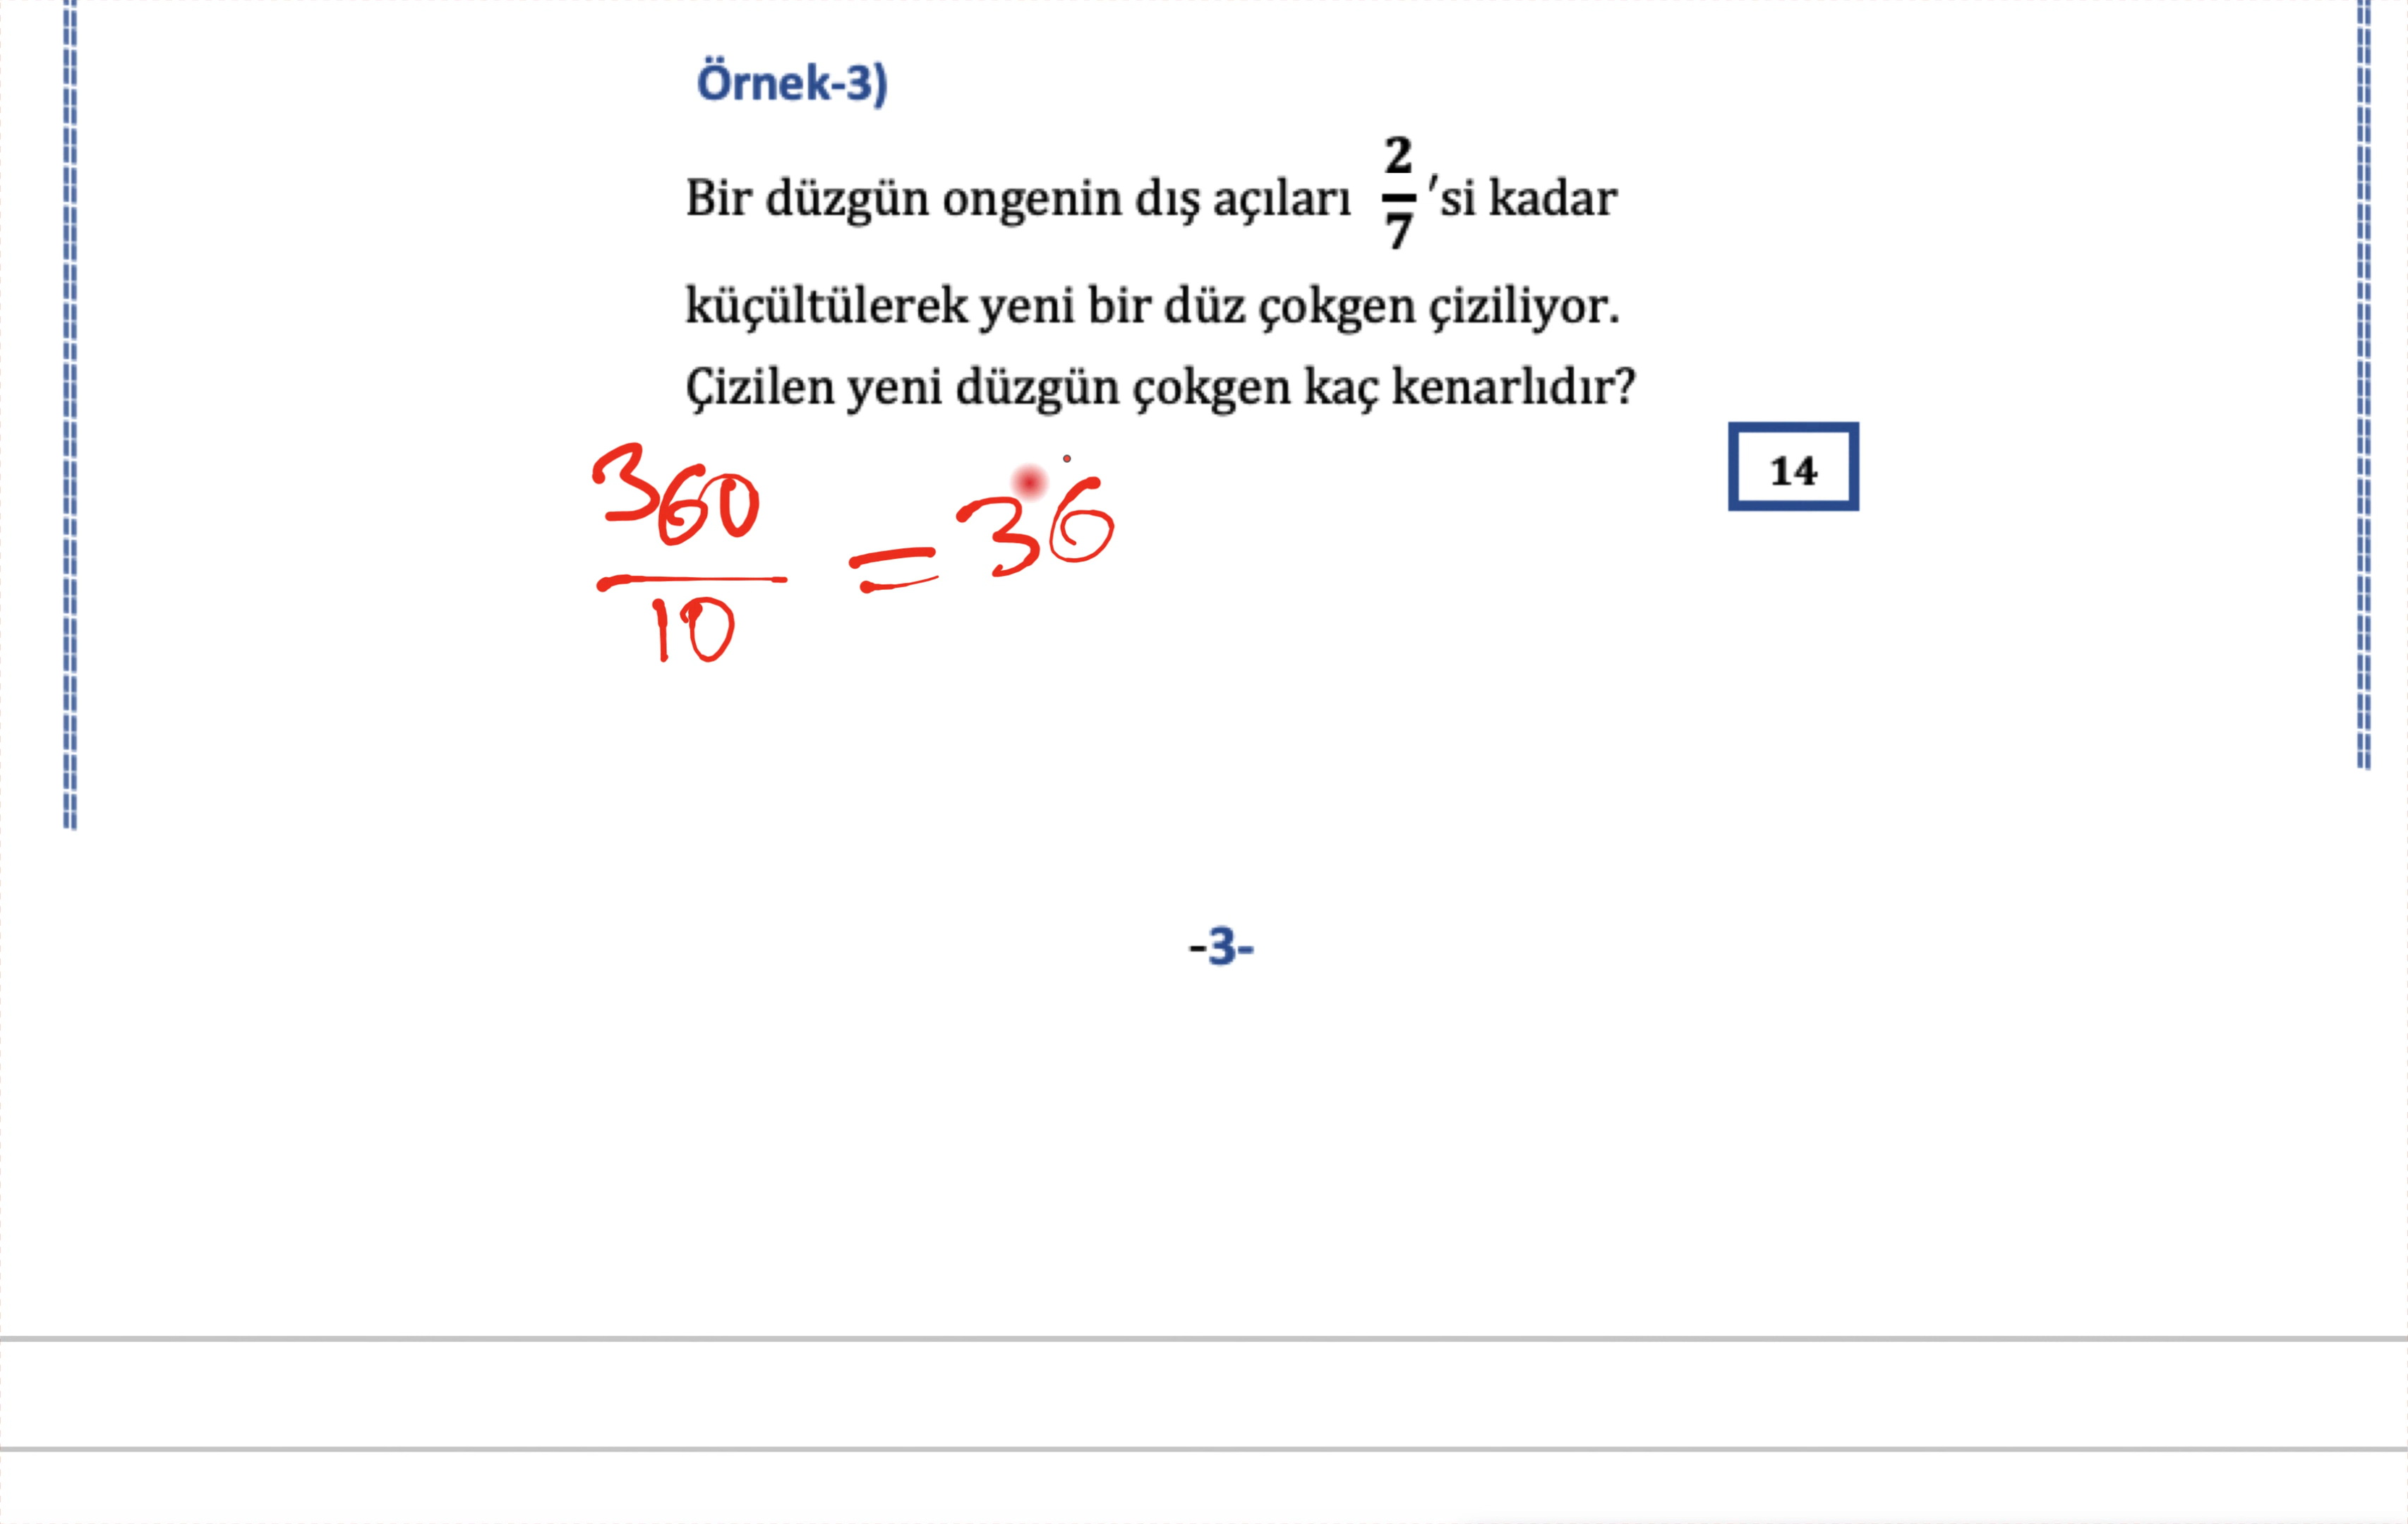 Örnek-3)
Bir düzgün ongenin dış açıları 2/7 'si kadar
küçültülerek yeni bir düz çokgen çiziliyor.
Çizilen yeni düzgün çokgen kaç kenarlıdır?
14
360/10 = 36
-3-